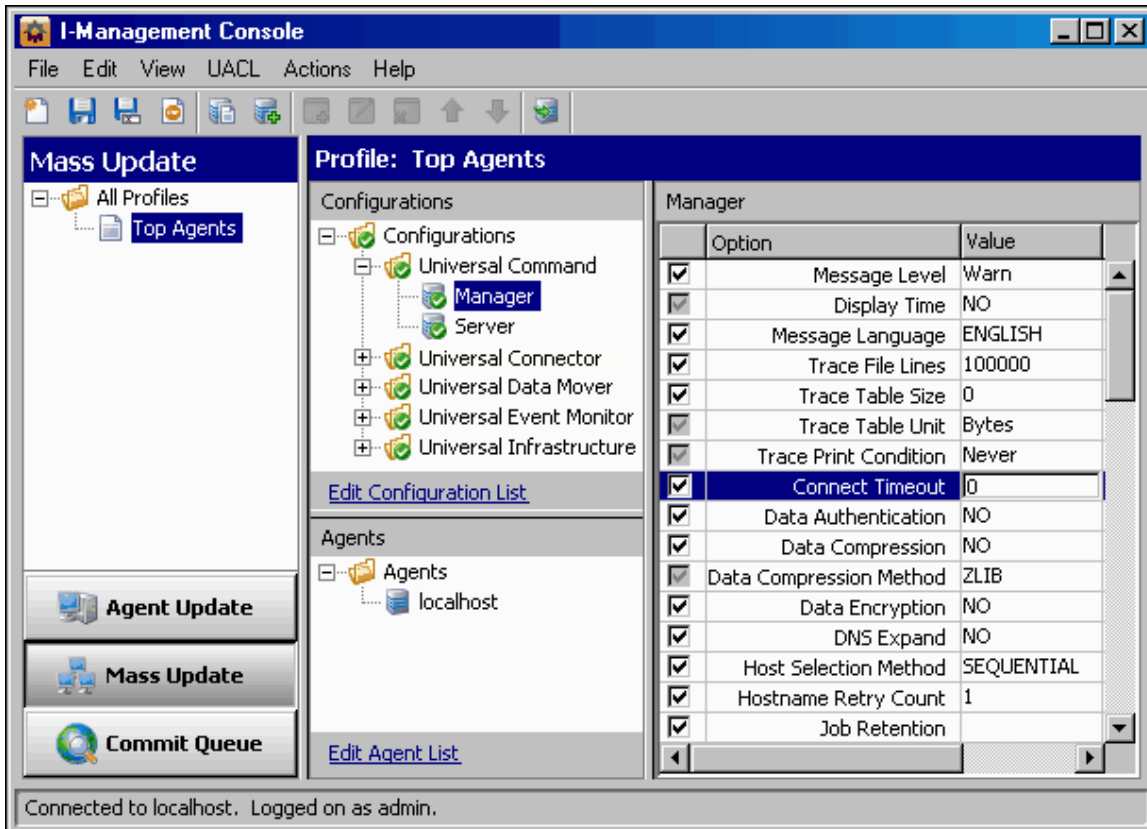 I-Management Console
File Edit View UACL Actions Help
Mass Update
All Profiles
Top Agents
Agent Update
Mass Update
Commit Queue
Profile: Top Agents
Configurations
Configurations
Universal Command
Manager
Server
Universal Connector
Universal Data Mover
Universal Event Monitor
Universal Infrastructure
Edit Configuration List
Agents
Agents
localhost
Edit Agent List
Manager
Option Value
Message Level Warn
Display Time NO
Message Language ENGLISH
Trace File Lines 100000
Trace Table Size 0
Trace Table Unit Bytes
Trace Print Condition Never
Connect Timeout 0
Data Authentication NO
Data Compression NO
Data Compression Method ZLIB
Data Encryption NO
DNS Expand NO
Host Selection Method SEQUENTIAL
Hostname Retry Count 1
Job Retention
Connected to localhost. Logged on as admin.